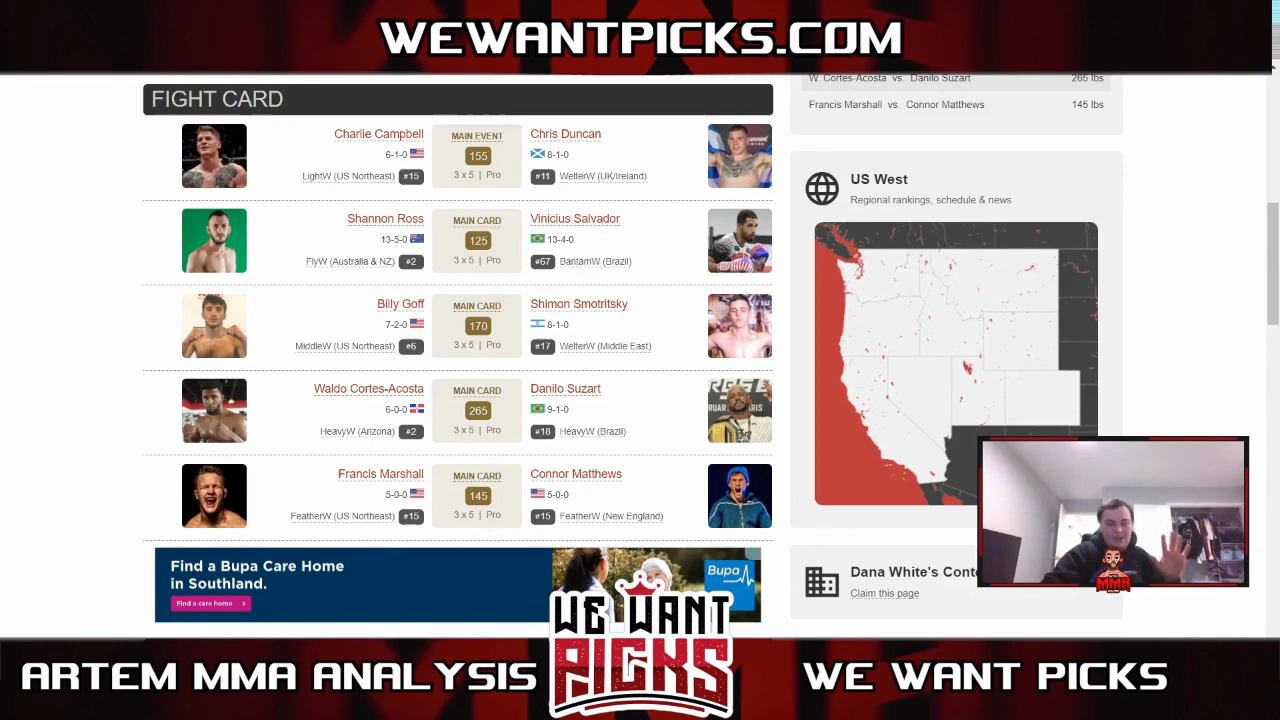 WEWANTPICKS.COM
FIGHT CARD
Charlie Campbell
6-1-0
LightW (US Northeast) #15
MAIN EVENT
155
3 x 5 | Pro
Chris Duncan
8-1-0
#11 WelterW (UK/Ireland)
Shannon Ross
13-5-0
FlyW (Australia & NZ) #2
MAIN CARD
125
3 x 5 | Pro
Vinicius Salvador
13-4-0
#67 BantamW (Brazil)
Billy Goff
7-2-0
MiddleW (US Northeast) #6
MAIN CARD
170
3 x 5 | Pro
Shimon Smotritsky
8-1-0
#17 WelterW (Middle East)
Waldo Cortes-Acosta
6-0-0
HeavyW (Arizona) #2
MAIN CARD
265
3 x 5 | Pro
Danilo Suzart
9-1-0
#18 HeavyW (Brazil)
Francis Marshall
5-0-0
FeatherW (US Northeast) #15
MAIN CARD
145
3 x 5 | Pro
Connor Matthews
5-0-0
#15 FeatherW (New England)
W. Cortes-Acosta vs. Danilo Suzart 265 lbs
Francis Marshall vs. Connor Matthews 145 lbs
US West
Regional rankings, schedule & news
Dana White's Conte
Claim this page
Find a Bupa Care Home
in Southland.
Find a care home >
Bupa
MMA
WE WANT
PICKS
ARTEM MMA ANALYSIS
WE WANT PICKS